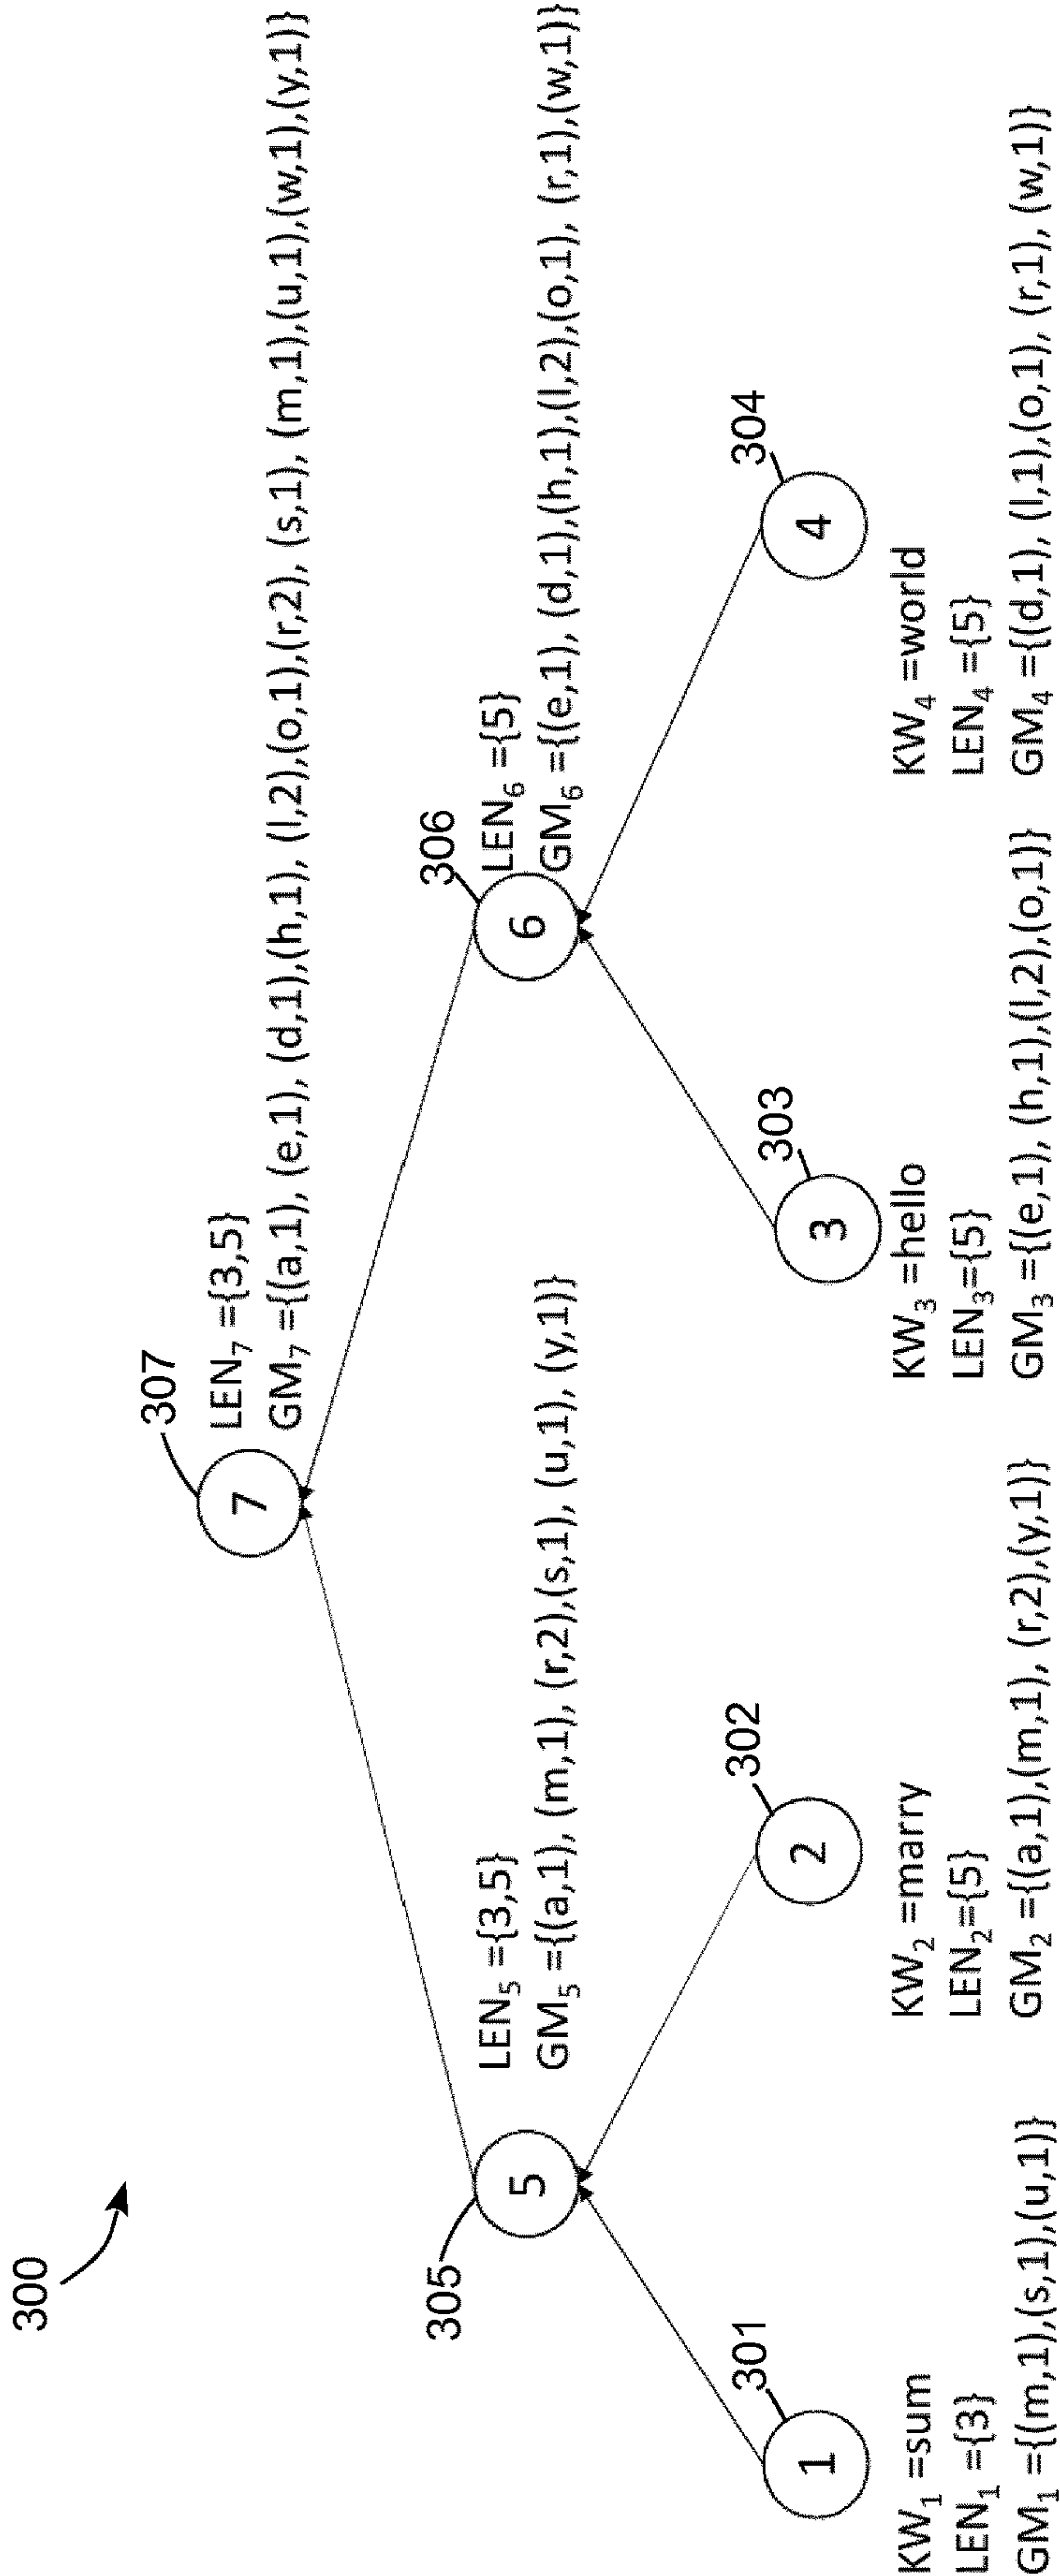 300
307
7
LEN₇ ={3,5}
GM₇ ={(a,1), (e,1), (d,1),(h,1), (l,2),(o,1),(r,2), (s,1), (m,1),(u,1),(w,1),(y,1)}
305
5
LEN₅ ={3,5}
GM₅ ={(a,1), (m,1), (r,2),(s,1), (u,1), (y,1)}
306
6
LEN₆ ={5}
GM₆ ={(e,1), (d,1),(h,1),(l,2),(o,1), (r,1),(w,1)}
301
1
KW₁ =sum
LEN₁ ={3}
GM₁ ={(m,1),(s,1),(u,1)}
302
2
KW₂ =marry
LEN₂={5}
GM₂ ={(a,1),(m,1), (r,2),(y,1)}
303
3
KW₃ =hello
LEN₃={5}
GM₃ ={(e,1), (h,1),(l,2),(o,1)}
304
4
KW₄ =world
LEN₄ ={5}
GM₄ ={(d,1), (l,1),(o,1), (r,1), (w,1)}